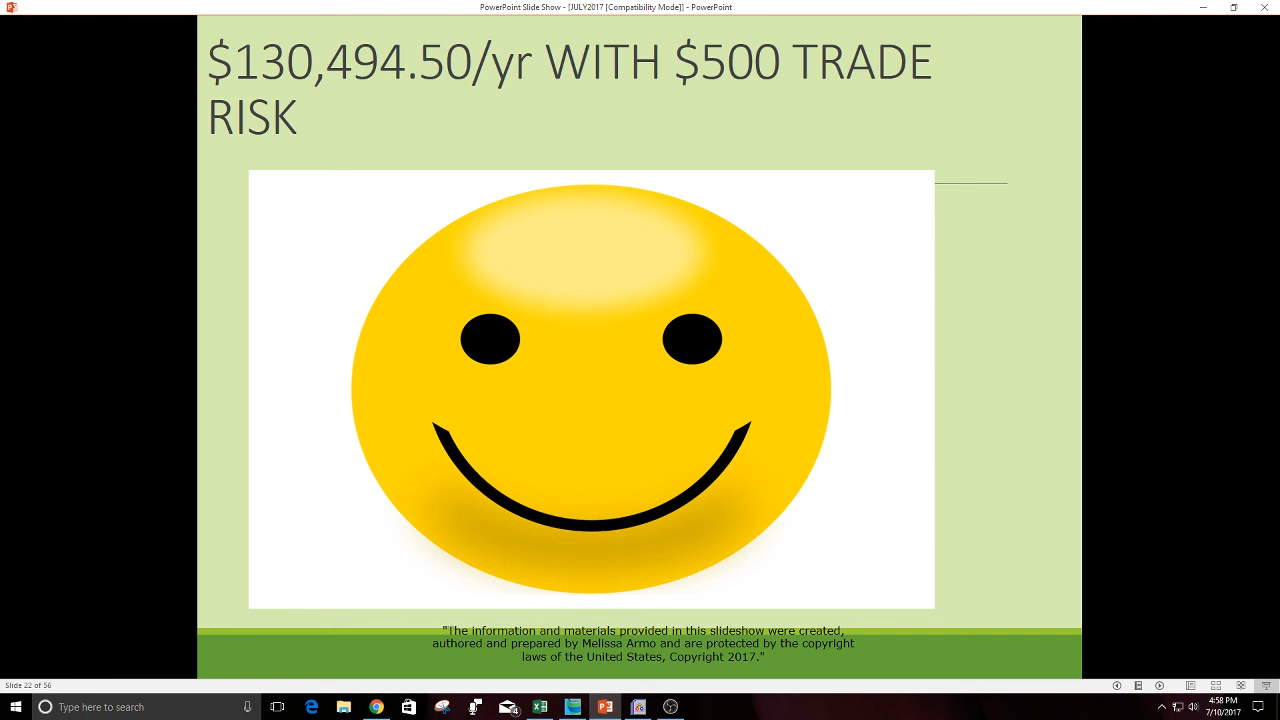 PowerPoint Slide Show - [JULY2017 [Compatibility Mode]] - PowerPoint
$130,494.50/yr WITH $500 TRADE
RISK
"The information and materials provided in this slideshow were created,
authored and prepared by Melissa Armo and are protected by the copyright
laws of the United States, Copyright 2017."
Slide 22 of 56
Type here to search
4:58 PM
7/10/2017